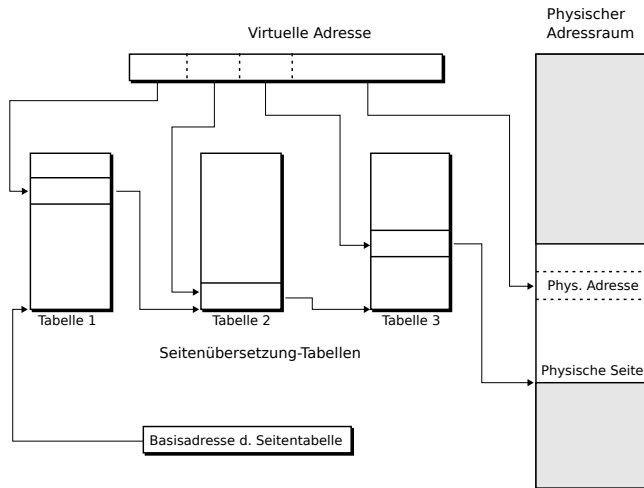 Physischer
Adressraum
Virtuelle Adresse
Phys. Adresse
Tabelle 1
Tabelle 2
Tabelle 3
Seitenübersetzung-Tabellen
Physische Seite
Basisadresse d. Seitentabelle